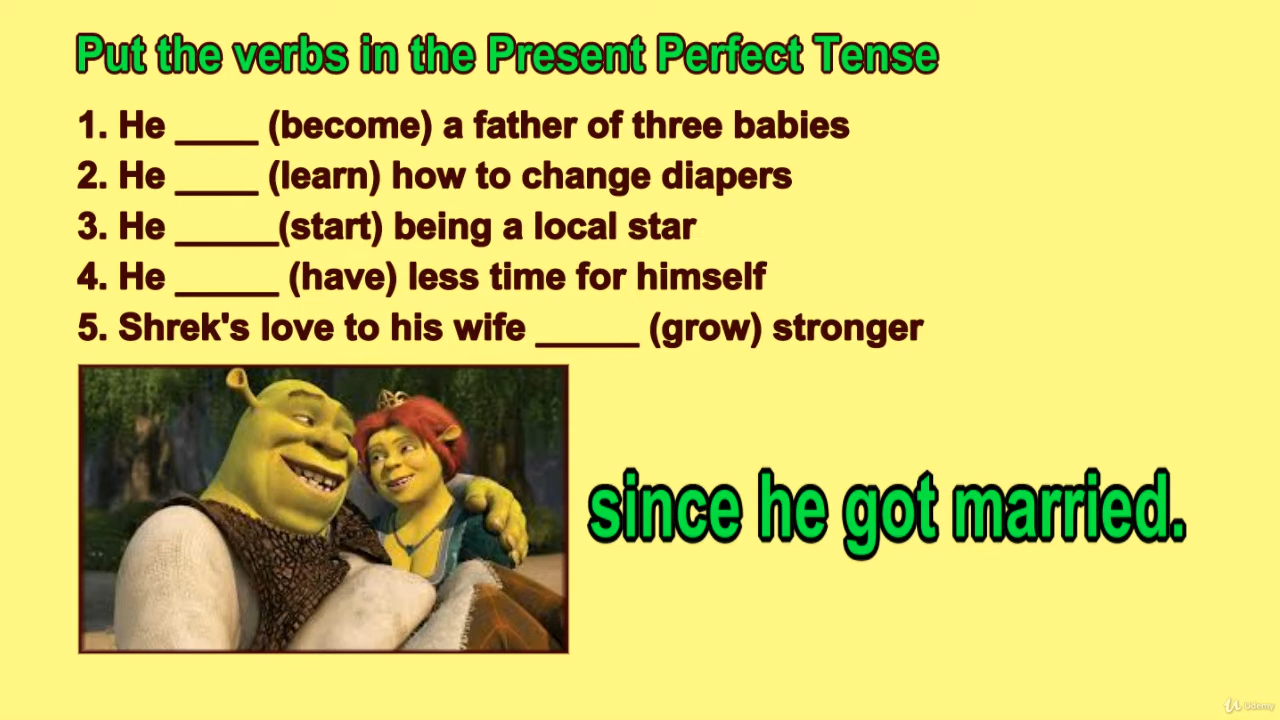 Put the verbs in the Present Perfect Tense
1. He ____ (become) a father of three babies
2. He ____ (learn) how to change diapers
3. He _____(start) being a local star
4. He _____ (have) less time for himself
5. Shrek's love to his wife _____ (grow) stronger
since he got married.
Udemy